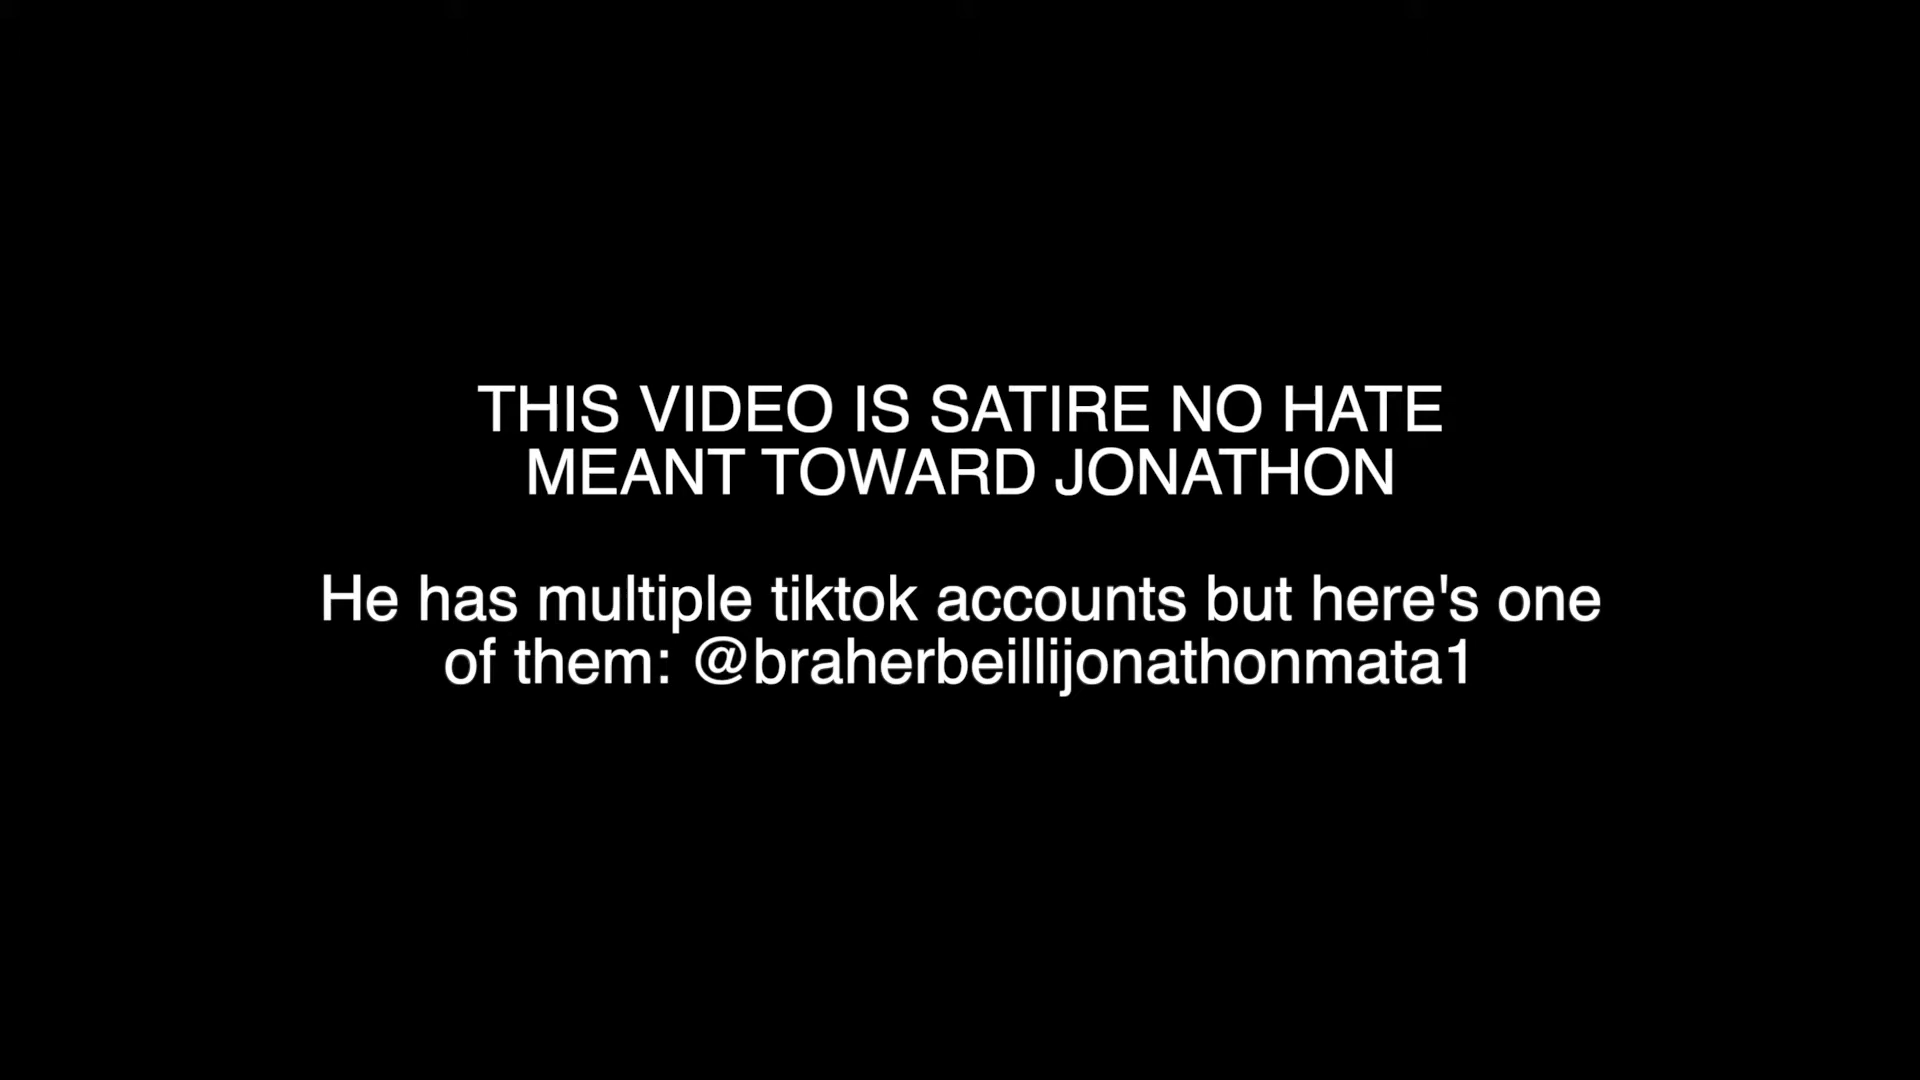 THIS VIDEO IS SATIRE NO HATE
MEANT TOWARD JONATHON
He has multiple tiktok accounts but here's one
of them: @braherbeillijonathonmata1